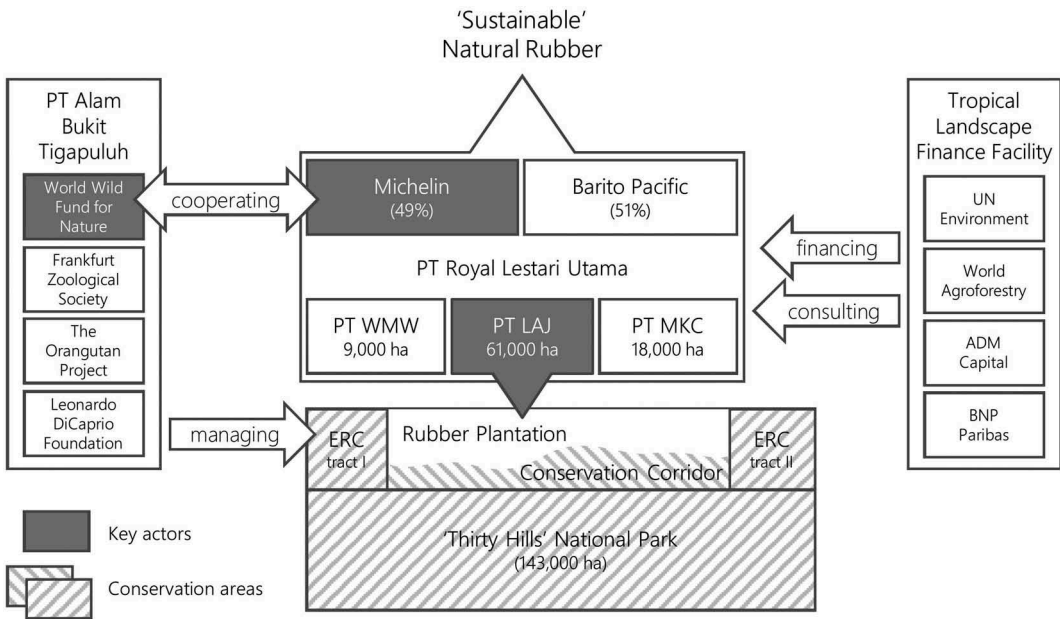 ‘Sustainable’
Natural Rubber
PT Alam
Bukit
Tigapuluh
World Wild
Fund for
Nature
Frankfurt
Zoological
Society
The
Orangutan
Project
Leonardo
DiCaprio
Foundation
cooperating
managing
Michelin
(49%)
Barito Pacific
(51%)
PT Royal Lestari Utama
PT WMW
9,000 ha
PT LAJ
61,000 ha
PT MKC
18,000 ha
financing
consulting
Tropical
Landscape
Finance Facility
UN
Environment
World
Agroforestry
ADM
Capital
BNP
Paribas
ERC
tract I
Rubber Plantation
Conservation Corridor
ERC
tract II
‘Thirty Hills’ National Park
(143,000 ha)
Key actors
Conservation areas